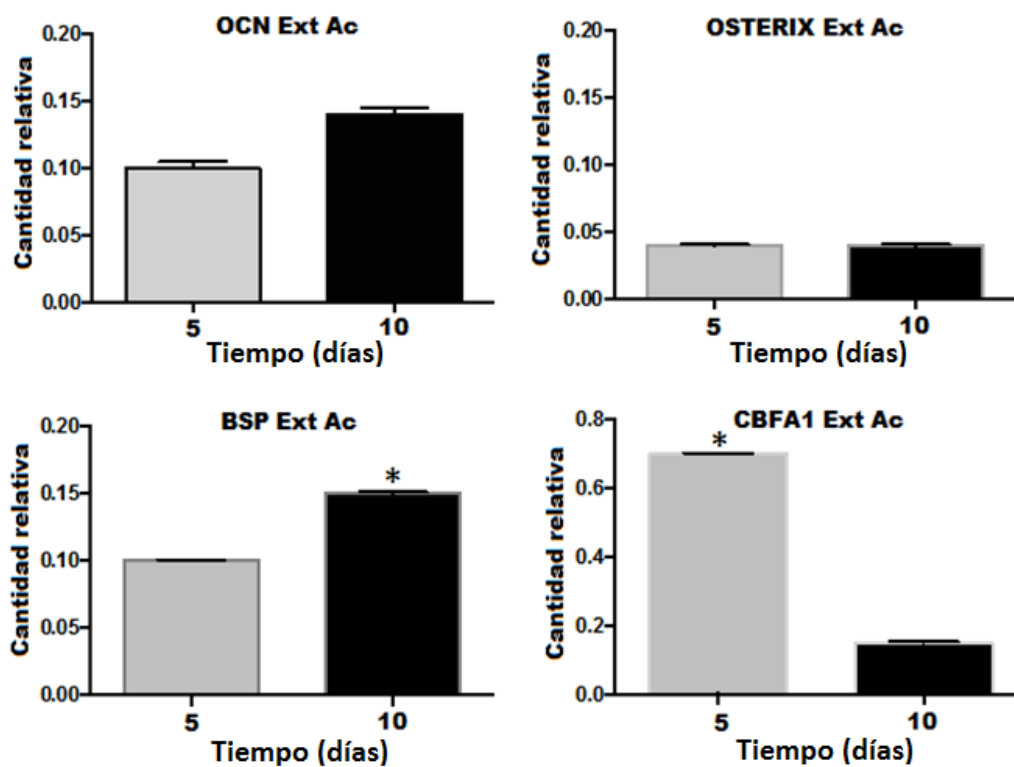 OCN Ext Ac
Cantidad relativa
0.20
0.15
0.10
0.05
0.00
5 10
Tiempo (días)
OSTERIX Ext Ac
Cantidad relativa
0.20
0.15
0.10
0.05
0.00
5 10
Tiempo (días)
BSP Ext Ac
Cantidad relativa
0.20
0.15
0.10
0.05
0.00
*
5 10
Tiempo (días)
CBFA1 Ext Ac
Cantidad relativa
0.8
0.6
0.4
0.2
0.0
*
5 10
Tiempo (días)